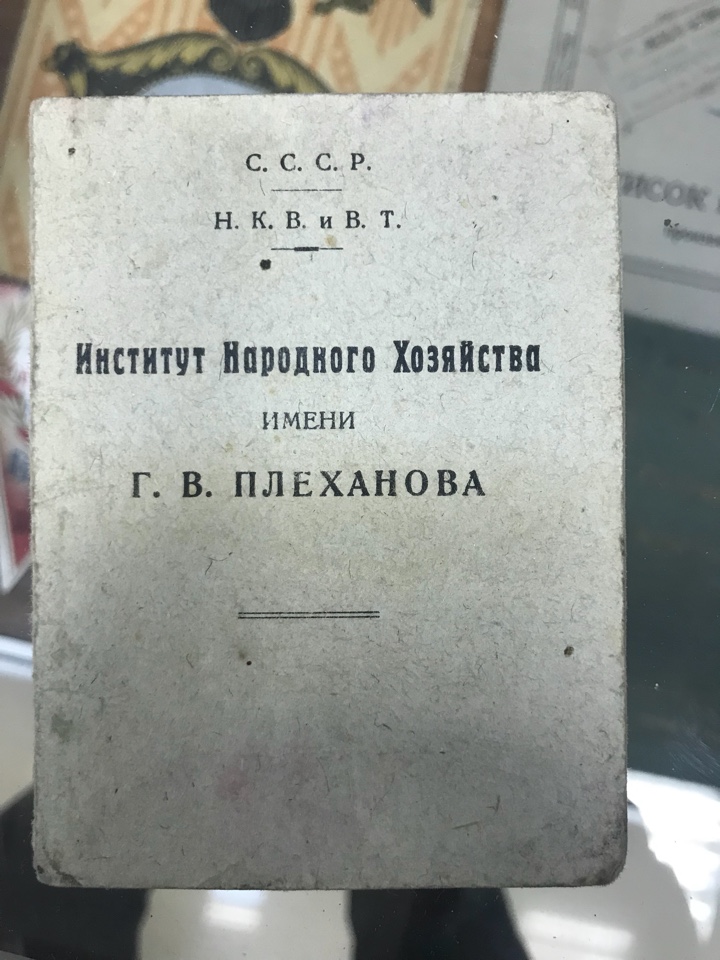 С. С. С. Р.
Н. К. В. и В. Т.
Институт Народного Хозяйства
ИМЕНИ
Г. В. ПЛЕХАНОВА